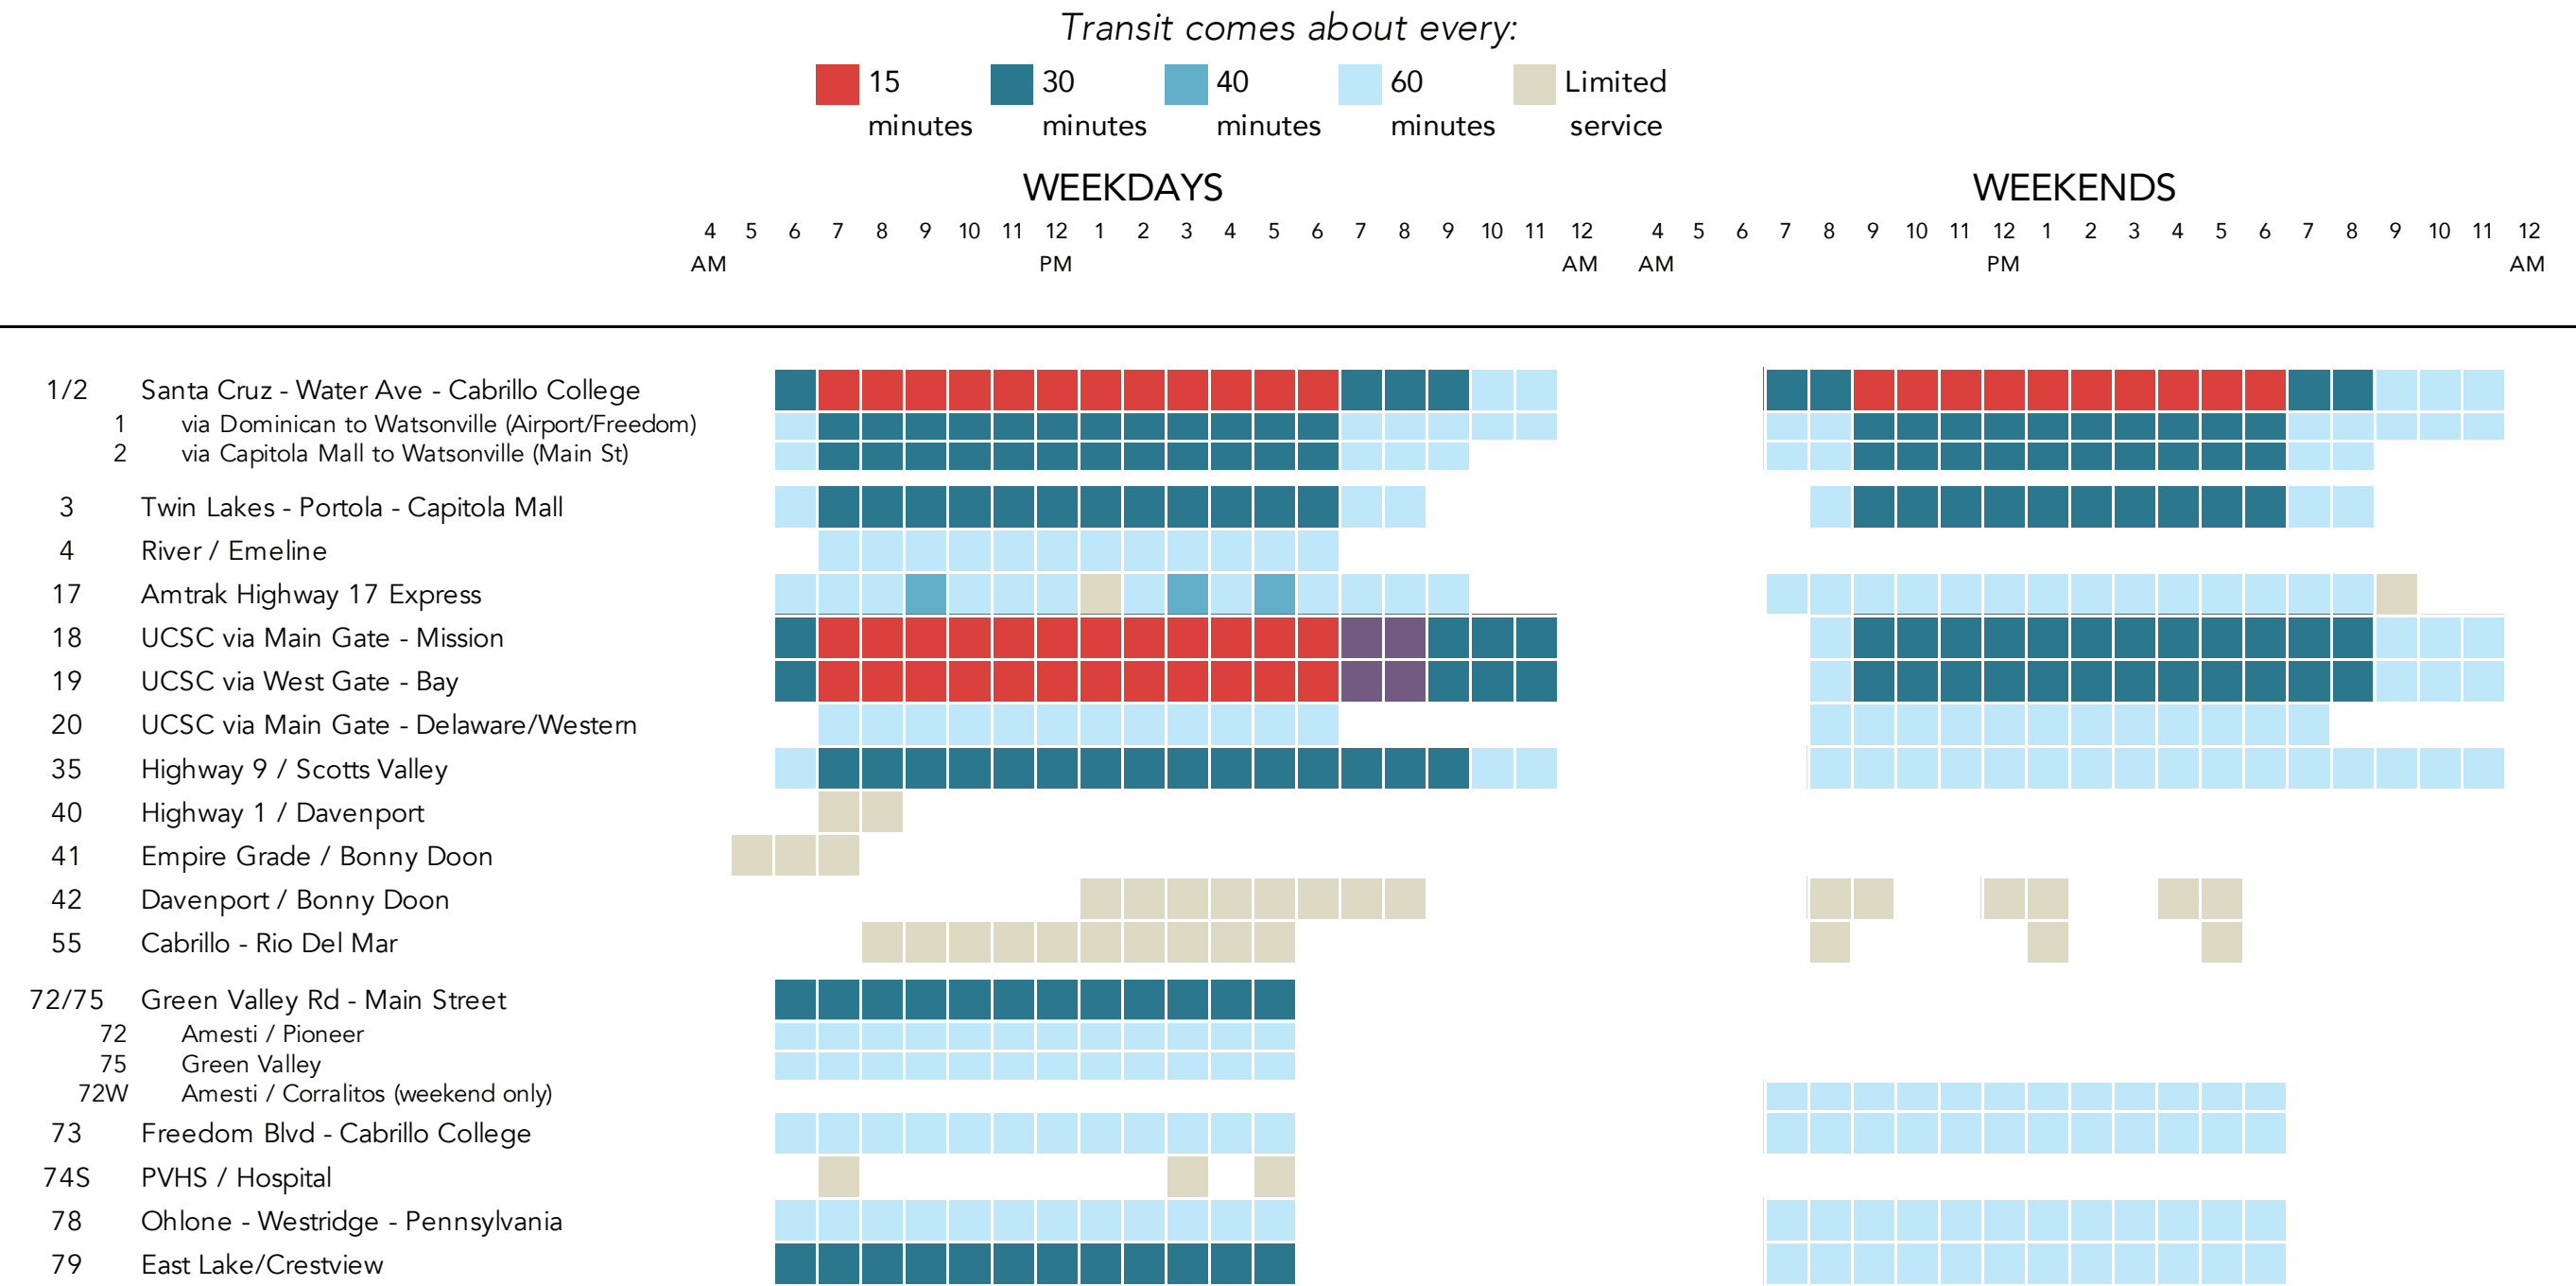 Transit comes about every:
15 minutes
30 minutes
40 minutes
60 minutes
Limited service
WEEKDAYS
WEEKENDS
4 AM 5 6 7 8 9 10 11 12 PM 1 2 3 4 5 6 7 8 9 10 11 12 AM
4 AM 5 6 7 8 9 10 11 12 PM 1 2 3 4 5 6 7 8 9 10 11 12 AM
1/2 Santa Cruz - Water Ave - Cabrillo College
1 via Dominican to Watsonville (Airport/Freedom)
2 via Capitola Mall to Watsonville (Main St)
3 Twin Lakes - Portola - Capitola Mall
4 River / Emeline
17 Amtrak Highway 17 Express
18 UCSC via Main Gate - Mission
19 UCSC via West Gate - Bay
20 UCSC via Main Gate - Delaware/Western
35 Highway 9 / Scotts Valley
40 Highway 1 / Davenport
41 Empire Grade / Bonny Doon
42 Davenport / Bonny Doon
55 Cabrillo - Rio Del Mar
72/75 Green Valley Rd - Main Street
72 Amesti / Pioneer
75 Green Valley
72W Amesti / Corralitos (weekend only)
73 Freedom Blvd - Cabrillo College
74S PVHS / Hospital
78 Ohlone - Westridge - Pennsylvania
79 East Lake/Crestview